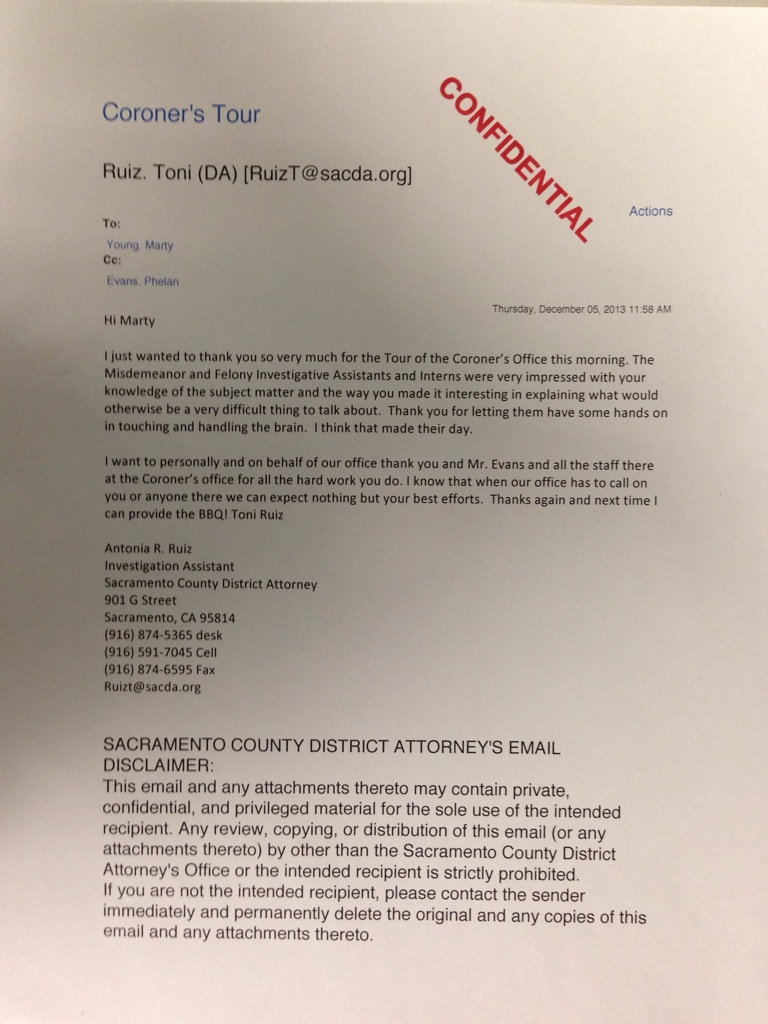 Coroner's Tour
CONFIDENTIAL
Ruiz. Toni (DA) [RuizT@sacda.org]
Actions
To:
Young. Marty
Cc:
Evans. Phelan
Thursday, December 05, 2013 11:58 AM
Hi Marty
I just wanted to thank you so very much for the Tour of the Coroner's Office this morning. The
Misdemeanor and Felony Investigative Assistants and Interns were very impressed with your
knowledge of the subject matter and the way you made it interesting in explaining what would
otherwise be a very difficult thing to talk about. Thank you for letting them have some hands on
in touching and handling the brain. I think that made their day.
I want to personally and on behalf of our office thank you and Mr. Evans and all the staff there
at the Coroner's office for all the hard work you do. I know that when our office has to call on
you or anyone there we can expect nothing but your best efforts. Thanks again and next time I
can provide the BBQ! Toni Ruiz
Antonia R. Ruiz
Investigation Assistant
Sacramento County District Attorney
901 G Street
Sacramento, CA 95814
(916) 874-5365 desk
(916) 591-7045 Cell
(916) 874-6595 Fax
Ruizt@sacda.org
SACRAMENTO COUNTY DISTRICT ATTORNEY'S EMAIL
DISCLAIMER:
This email and any attachments thereto may contain private,
confidential, and privileged material for the sole use of the intended
recipient. Any review, copying, or distribution of this email (or any
attachments thereto) by other than the Sacramento County District
Attorney's Office or the intended recipient is strictly prohibited.
If you are not the intended recipient, please contact the sender
immediately and permanently delete the original and any copies of this
email and any attachments thereto.